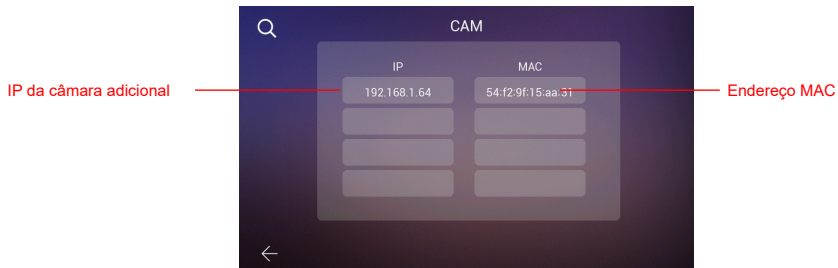 CAM
IP MAC
IP da câmara adicional 192.168.1.64 54:f2:9f:15:aa:31 Endereço MAC